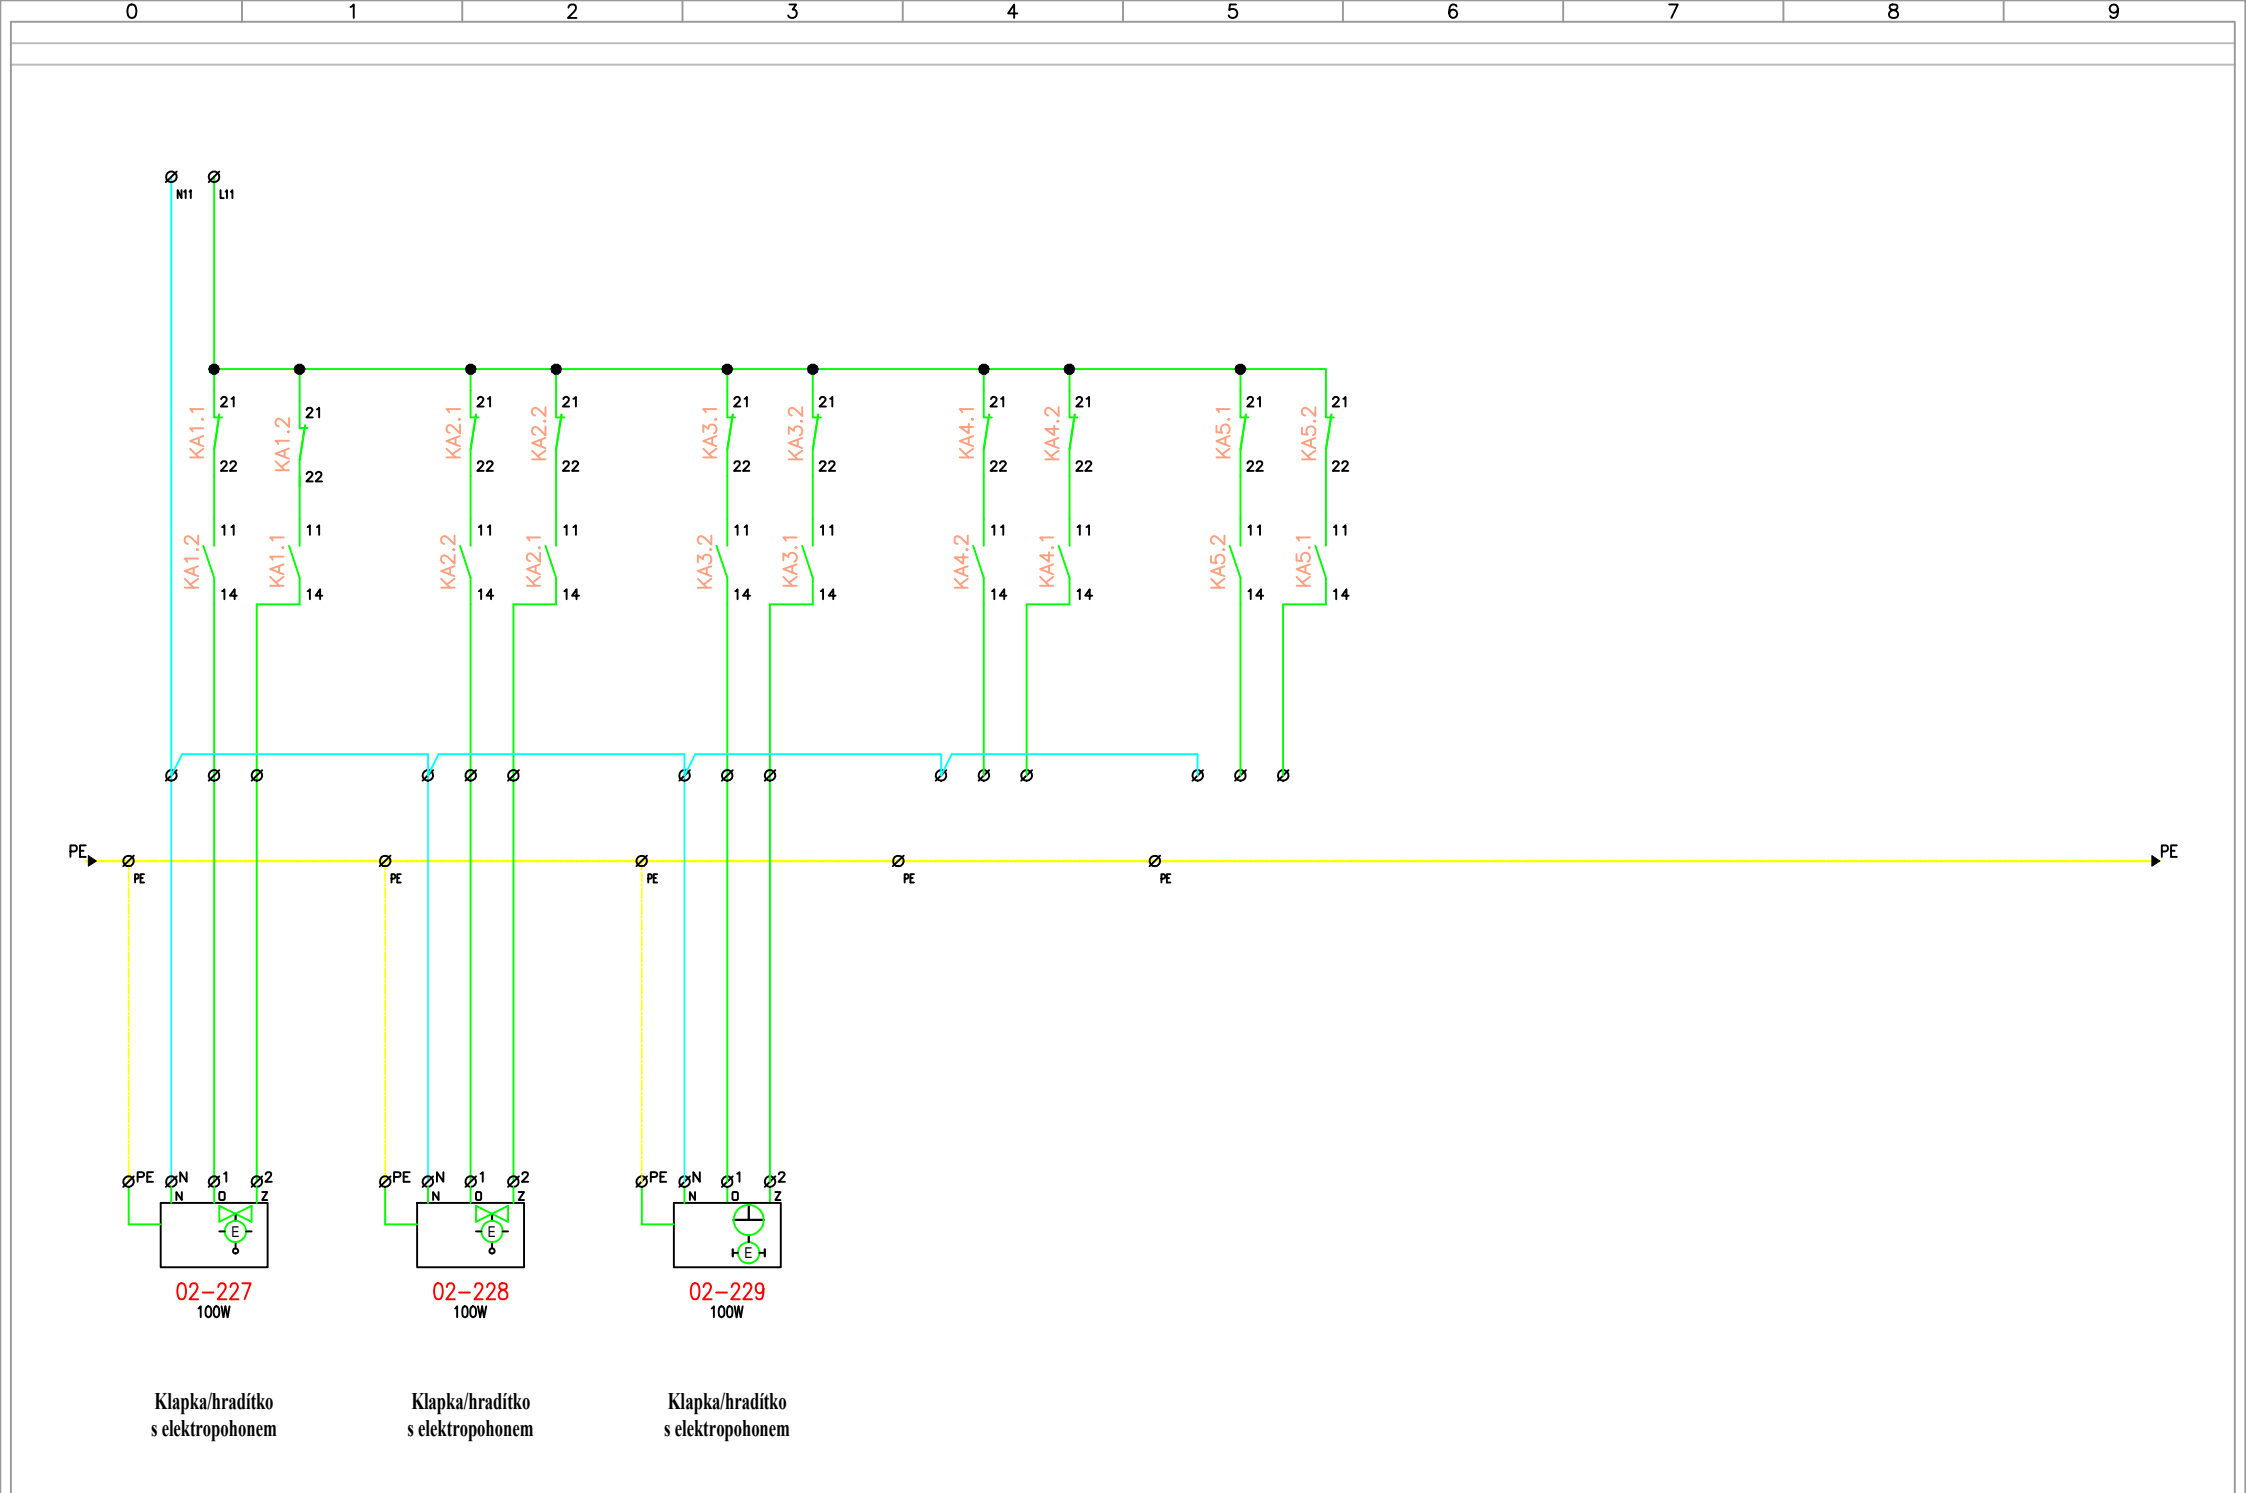 0 1 2 3 4 5 6 7 8 9
N11 L11
KA1.1 21 22 KA1.2 21 22 KA2.1 21 22 KA2.2 21 22 KA3.1 21 22 KA3.2 21 22 KA4.1 21 22 KA4.2 21 22 KA5.1 21 22 KA5.2 21 22
KA1.2 11 14 KA1.1 11 14 KA2.2 11 14 KA2.1 11 14 KA3.2 11 14 KA3.1 11 14 KA4.2 11 14 KA4.1 11 14 KA5.2 11 14 KA5.1 11 14
PE PE
PE PE PE PE PE
PE N 1 2 PE N 1 2 PE N 1 2
N O Z N O Z N O Z
E E E
02-227 02-228 02-229
100W 100W 100W
Klapka/hradítko Klapka/hradítko Klapka/hradítko
s elektropohonem s elektropohonem s elektropohonem